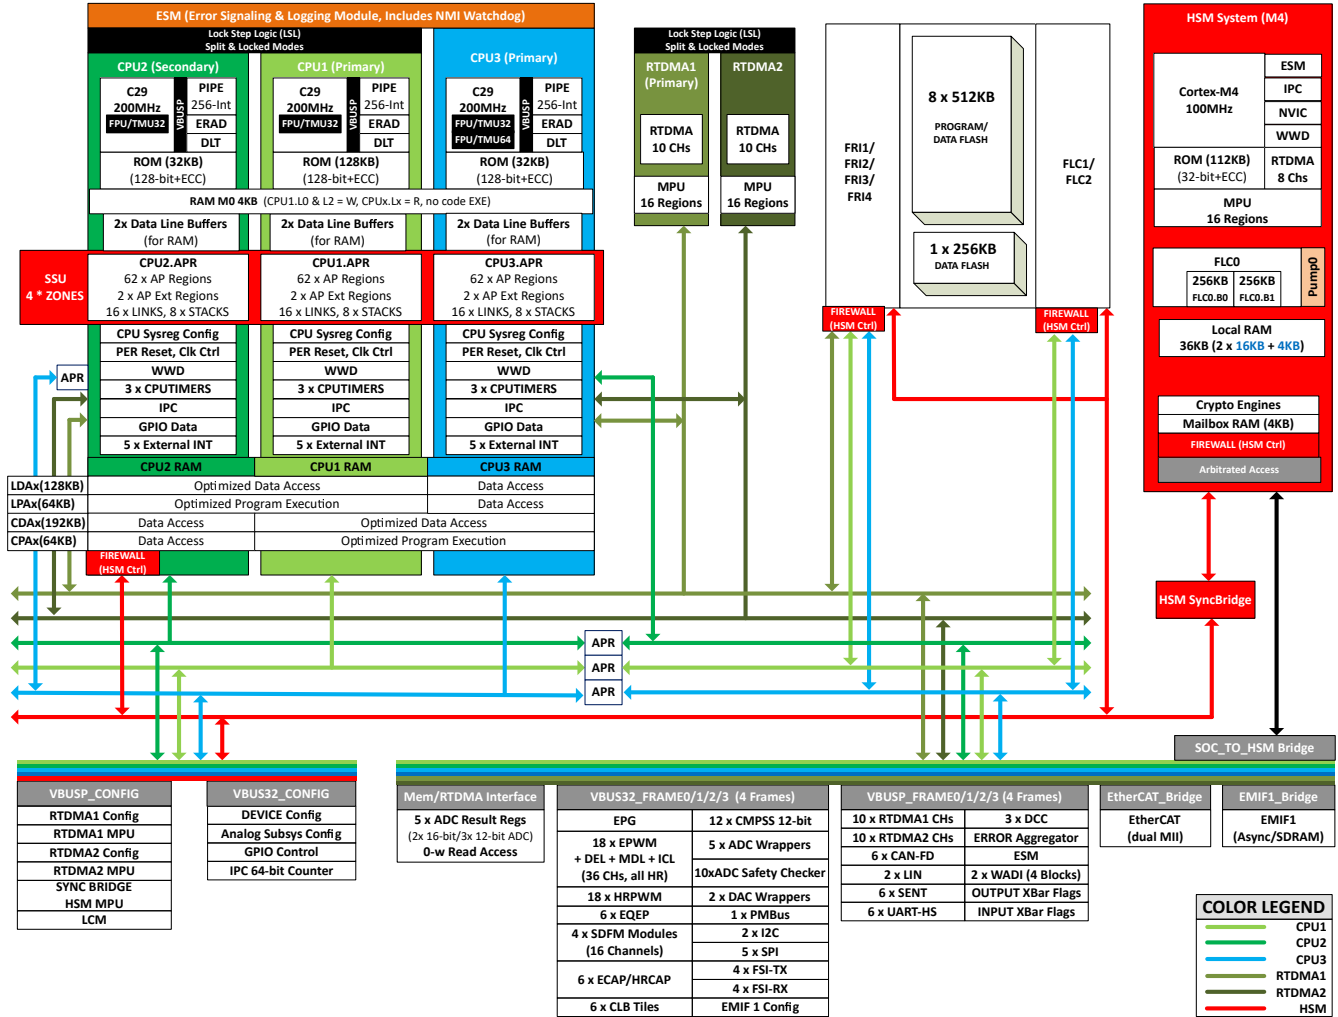 ESM (Error Signaling & Logging Module, Includes NMI Watchdog)
Lock Step Logic (LSL)
Split & Locked Modes
CPU2 (Secondary)
CPU1 (Primary)
CPU3 (Primary)
C29
200MHz
FPU/TMU32
VBUSP
PIPE
256-Int
ERAD
DLT
C29
200MHz
FPU/TMU32
PIPE
256-Int
ERAD
DLT
C29
200MHz
FPU/TMU32
FPU/TMU64
VBUSP
PIPE
256-Int
ERAD
DLT
ROM (32KB)
(128-bit+ECC)
ROM (128KB)
(128-bit+ECC)
ROM (32KB)
(128-bit+ECC)
RAM M0 4KB (CPU1.L0 & L2 = W, CPUx.Lx = R, no code EXE)
2x Data Line Buffers
(for RAM)
2x Data Line Buffers
(for RAM)
2x Data Line Buffers
(for RAM)
SSU
4 * ZONES
CPU2.APR
62 x AP Regions
2 x AP Ext Regions
16 x LINKS, 8 x STACKS
CPU1.APR
62 x AP Regions
2 x AP Ext Regions
16 x LINKS, 8 x STACKS
CPU3.APR
62 x AP Regions
2 x AP Ext Regions
16 x LINKS, 8 x STACKS
CPU Sysreg Config
PER Reset, Clk Ctrl
WWD
3 x CPUTIMERS
IPC
GPIO Data
5 x External INT
CPU Sysreg Config
PER Reset, Clk Ctrl
WWD
3 x CPUTIMERS
IPC
GPIO Data
5 x External INT
CPU Sysreg Config
PER Reset, Clk Ctrl
WWD
3 x CPUTIMERS
IPC
GPIO Data
5 x External INT
APR
CPU2 RAM
CPU1 RAM
CPU3 RAM
LDAx(128KB)
Optimized Data Access
Data Access
LPAx(64KB)
Optimized Program Execution
Data Access
CDAx(192KB)
Data Access
Optimized Data Access
CPAx(64KB)
Data Access
Optimized Program Execution
FIREWALL
(HSM Ctrl)
Lock Step Logic (LSL)
Split & Locked Modes
RTDMA1
(Primary)
RTDMA2
RTDMA
10 CHs
RTDMA
10 CHs
MPU
16 Regions
MPU
16 Regions
FRI1/
FRI2/
FRI3/
FRI4
8 x 512KB
PROGRAM/
DATA FLASH
1 x 256KB
DATA FLASH
FLC1/
FLC2
FIREWALL
(HSM Ctrl)
FIREWALL
(HSM Ctrl)
HSM System (M4)
Cortex-M4
100MHz
ESM
IPC
NVIC
WWD
ROM (112KB)
(32-bit+ECC)
RTDMA
8 Chs
MPU
16 Regions
FLC0
256KB
FLC0.B0
256KB
FLC0.B1
Pump0
Local RAM
36KB (2 x 16KB + 4KB)
Crypto Engines
Mailbox RAM (4KB)
FIREWALL (HSM Ctrl)
Arbitrated Access
HSM SyncBridge
APR
APR
APR
SOC_TO_HSM Bridge
VBUSP_CONFIG
RTDMA1 Config
RTDMA1 MPU
RTDMA2 Config
RTDMA2 MPU
SYNC BRIDGE
HSM MPU
LCM
VBUS32_CONFIG
DEVICE Config
Analog Subsys Config
GPIO Control
IPC 64-bit Counter
Mem/RTDMA Interface
5 x ADC Result Regs
(2x 16-bit/3x 12-bit ADC)
0-w Read Access
VBUS32_FRAME0/1/2/3 (4 Frames)
EPG
18 x EPWM
+ DEL + MDL + ICL
(36 CHs, all HR)
18 x HRPWM
6 x EQEP
4 x SDFM Modules
(16 Channels)
6 x ECAP/HRCAP
6 x CLB Tiles
12 x CMPSS 12-bit
5 x ADC Wrappers
10xADC Safety Checker
2 x DAC Wrappers
1 x PMBus
2 x I2C
5 x SPI
4 x FSI-TX
4 x FSI-RX
EMIF 1 Config
VBUSP_FRAME0/1/2/3 (4 Frames)
10 x RTDMA1 CHs
10 x RTDMA2 CHs
6 x CAN-FD
2 x LIN
6 x SENT
6 x UART-HS
3 x DCC
ERROR Aggregator
ESM
2 x WADI (4 Blocks)
OUTPUT XBar Flags
INPUT XBar Flags
EtherCAT_Bridge
EtherCAT
(dual MII)
EMIF1_Bridge
EMIF1
(Async/SDRAM)
COLOR LEGEND
CPU1
CPU2
CPU3
RTDMA1
RTDMA2
HSM